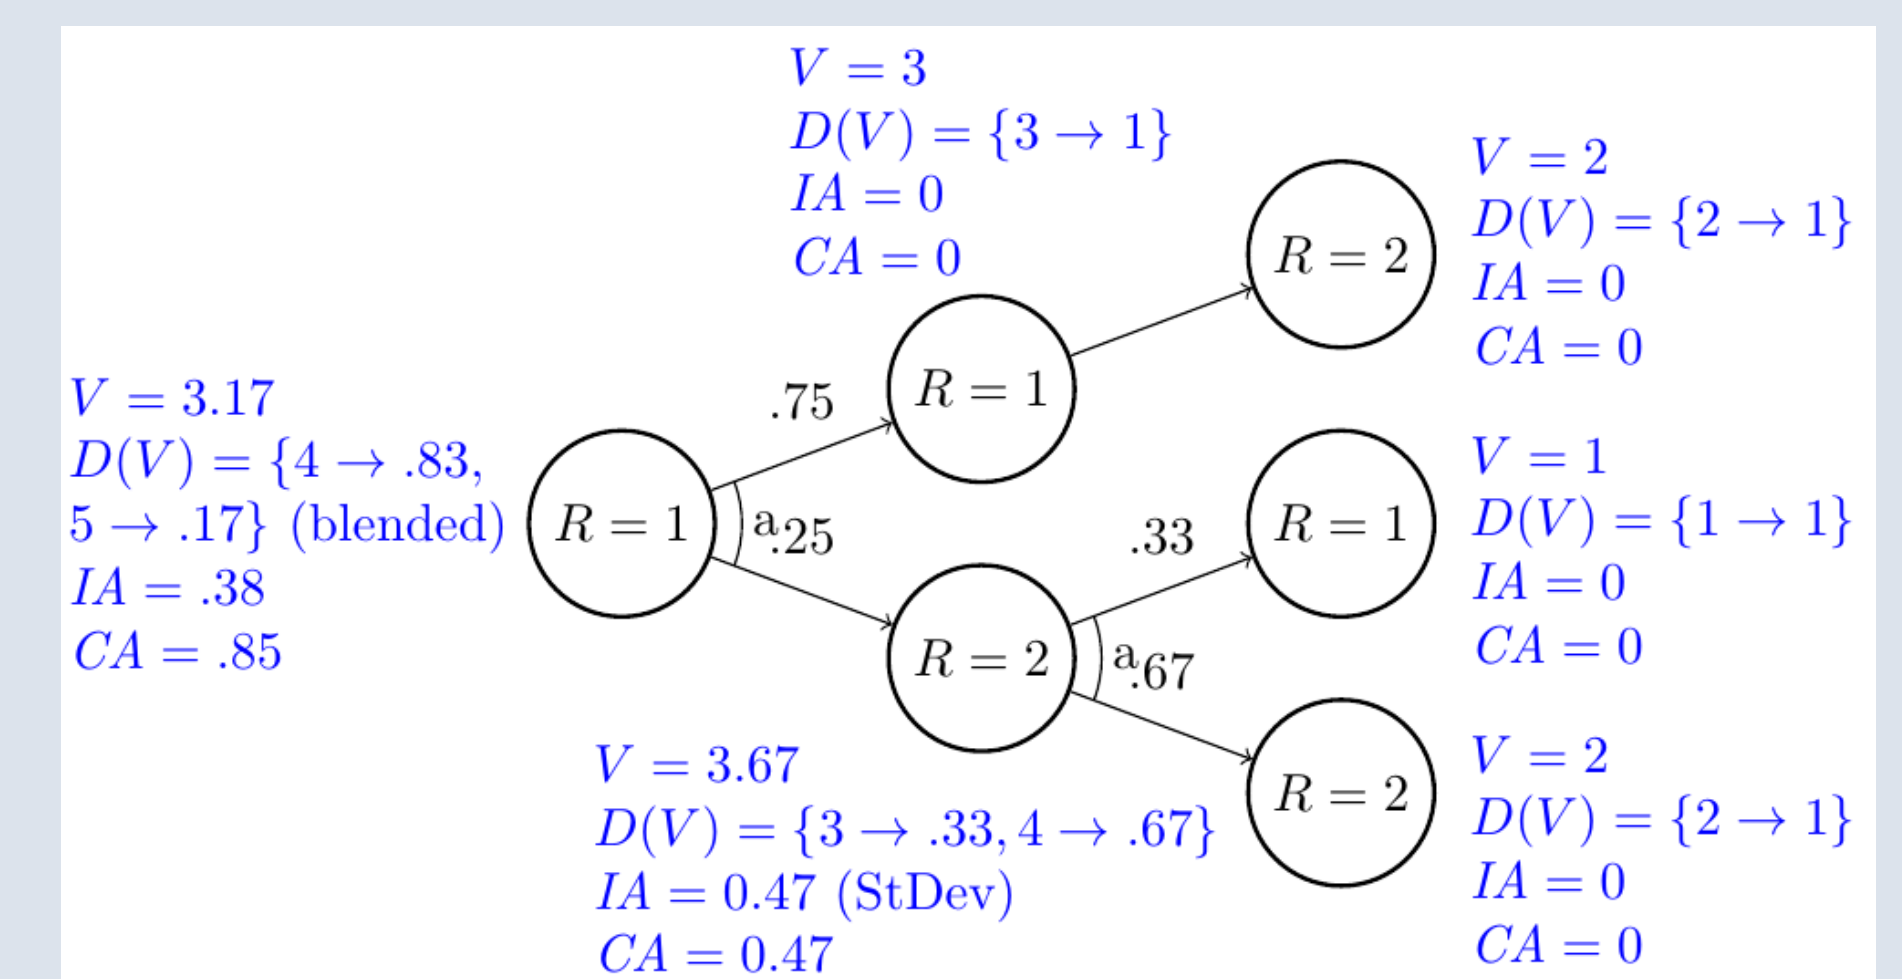 V = 3
D(V) = {3 → 1}
IA = 0
CA = 0
V = 2
D(V) = {2 → 1}
IA = 0
CA = 0
R = 2
R = 1
.75
V = 3.17
D(V) = {4 → .83,
5 → .17} (blended)
IA = .38
CA = .85
R = 1
a
.25
.33
R = 1
V = 1
D(V) = {1 → 1}
IA = 0
CA = 0
R = 2
a
.67
V = 3.67
D(V) = {3 → .33, 4 → .67}
IA = 0.47 (StDev)
CA = 0.47
R = 2
V = 2
D(V) = {2 → 1}
IA = 0
CA = 0